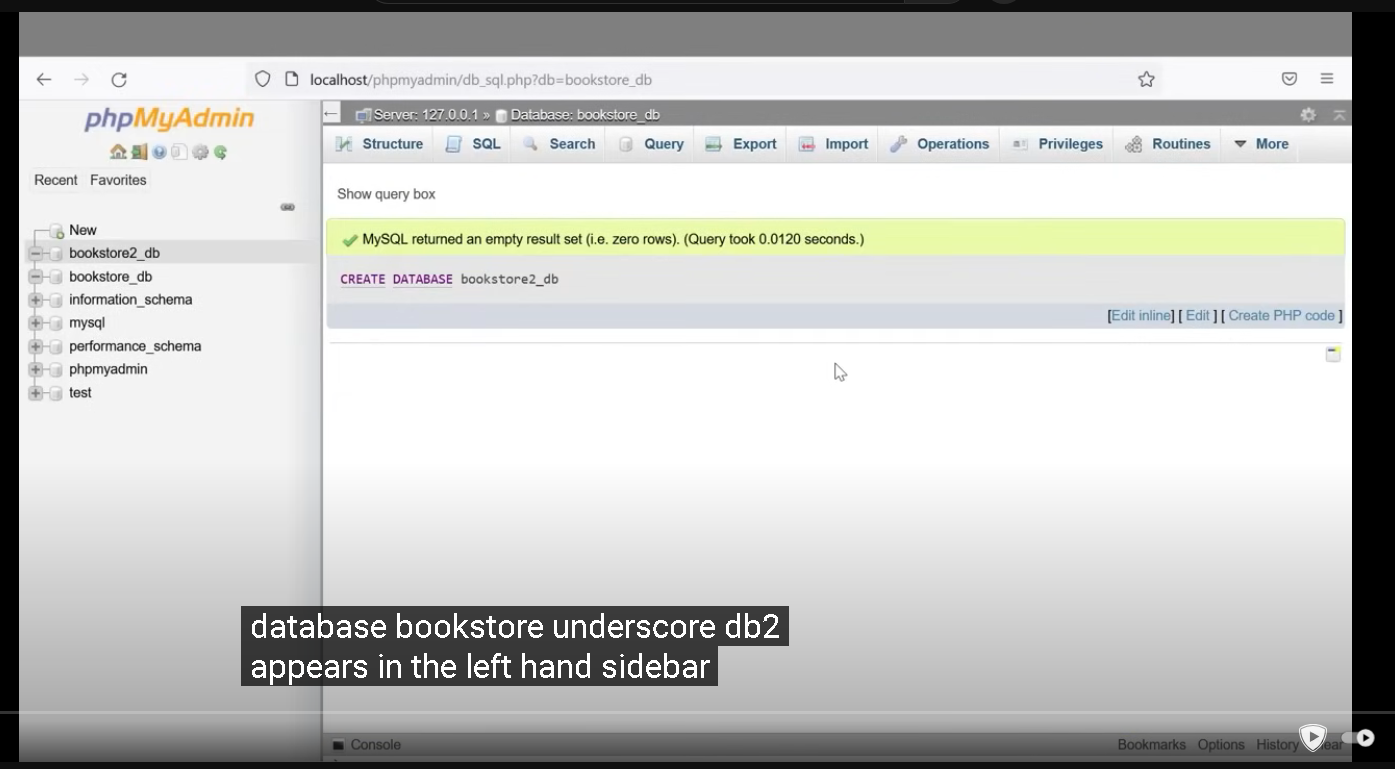 localhost/phpmyadmin/db_sql.php?db=bookstore_db
phpMyAdmin
Recent Favorites
New
bookstore2_db
bookstore_db
information_schema
mysql
performance_schema
phpmyadmin
test
Server: 127.0.0.1 » Database: bookstore_db
Structure SQL Search Query Export Import Operations Privileges Routines More
Show query box
MySQL returned an empty result set (i.e. zero rows). (Query took 0.0120 seconds.)
CREATE DATABASE bookstore2_db
[Edit inline] [ Edit ] [ Create PHP code ]
database bookstore underscore db2
appears in the left hand sidebar
Console
Bookmarks Options History